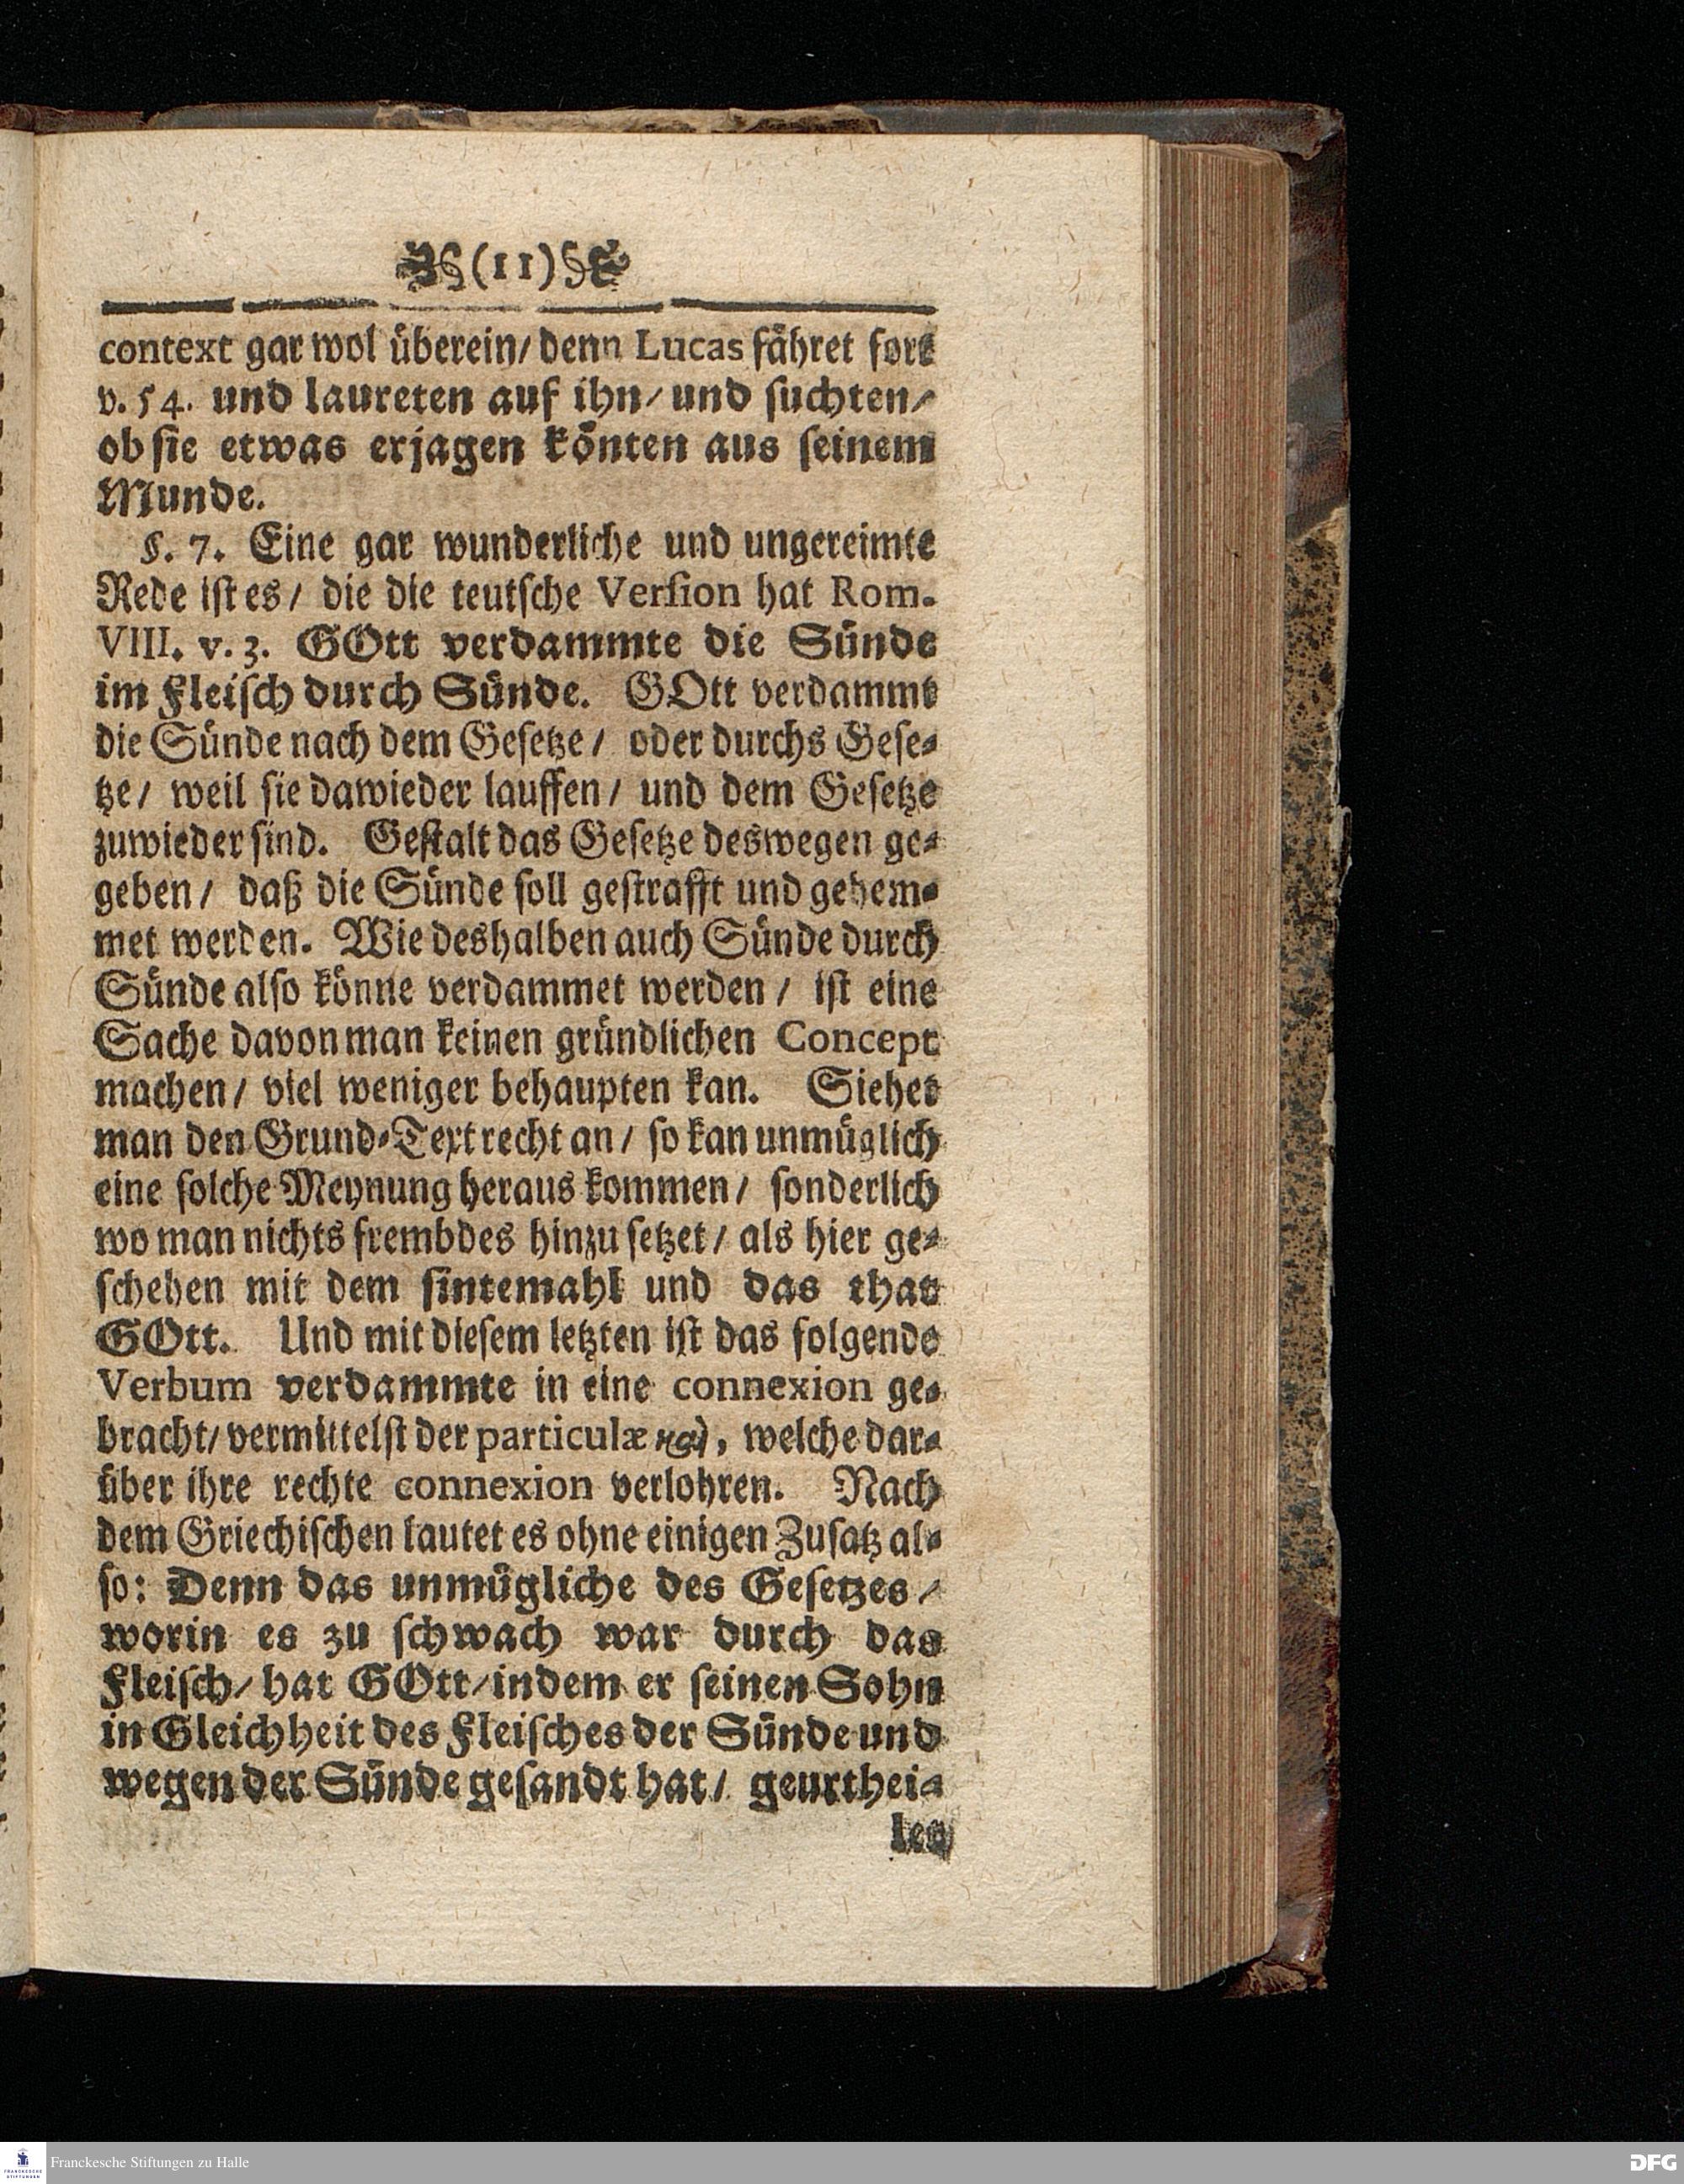 (11)
context gar wol überein/ denn Lucas fähret fort
v. 54. und laureten auf ihn/ und suchten/
ob sie etwas erjagen könten aus seinem
Munde.
§. 7. Eine gar wunderliche und ungereimte
Rede ist es/ die die teutsche Version hat Rom.
VIII. v. 3. GOtt verdammte die Sünde
im Fleisch durch Sünde. GOtt verdammt
die Sünde nach dem Gesetze/ oder durchs Gese-
tze/ weil sie dawieder lauffen/ und dem Gesetze
zuwieder sind. Gestalt das Gesetze deswegen ge-
geben/ daß die Sünde soll gestrafft und gehem-
met werden. Wie deshalben auch Sünde durch
Sünde also könne verdammet werden/ ist eine
Sache davon man keinen gründlichen Concept
machen/ viel weniger behaupten kan. Siehet
man den Grund-Text recht an/ so kan unmüglich
eine solche Meynung heraus kommen/ sonderlich
wo man nichts frembdes hinzu setzet/ als hier ge-
schehen mit dem sintemahl und das that
GOtt. Und mit diesem letzten ist das folgende
Verbum verdammte in eine connexion ge-
bracht/ vermittelst der particulæ καὶ, welche dar-
über ihre rechte connexion verlohren. Nach
dem Griechischen lautet es ohne einigen Zusatz al-
so: Denn das unmügliche des Gesetzes/
worin es zu schwach war durch das
Fleisch/ hat GOtt/ indem er seinen Sohn
in Gleichheit des Fleisches der Sünde und
wegen der Sünde gesandt hat/ geurthei-
let
Franckesche Stiftungen zu Halle
FRANCKESCHE
STIFTUNGEN
DFG